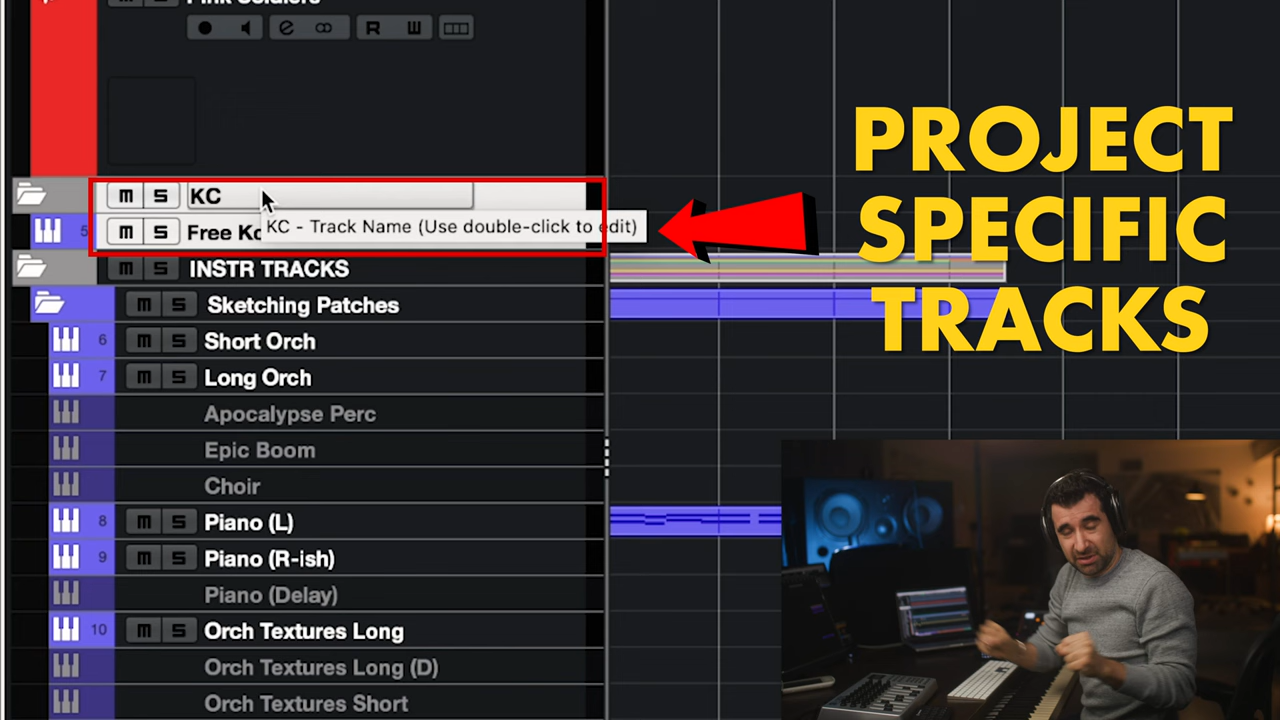 Pink Soldiers
R W
m S KC
KC - Track Name (Use double-click to edit)
5 m S Free Ko
m S INSTR TRACKS
m S Sketching Patches
6 m S Short Orch
7 m S Long Orch
Apocalypse Perc
Epic Boom
Choir
8 m S Piano (L)
9 m S Piano (R-ish)
Piano (Delay)
10 m S Orch Textures Long
Orch Textures Long (D)
Orch Textures Short
PROJECT
SPECIFIC
TRACKS